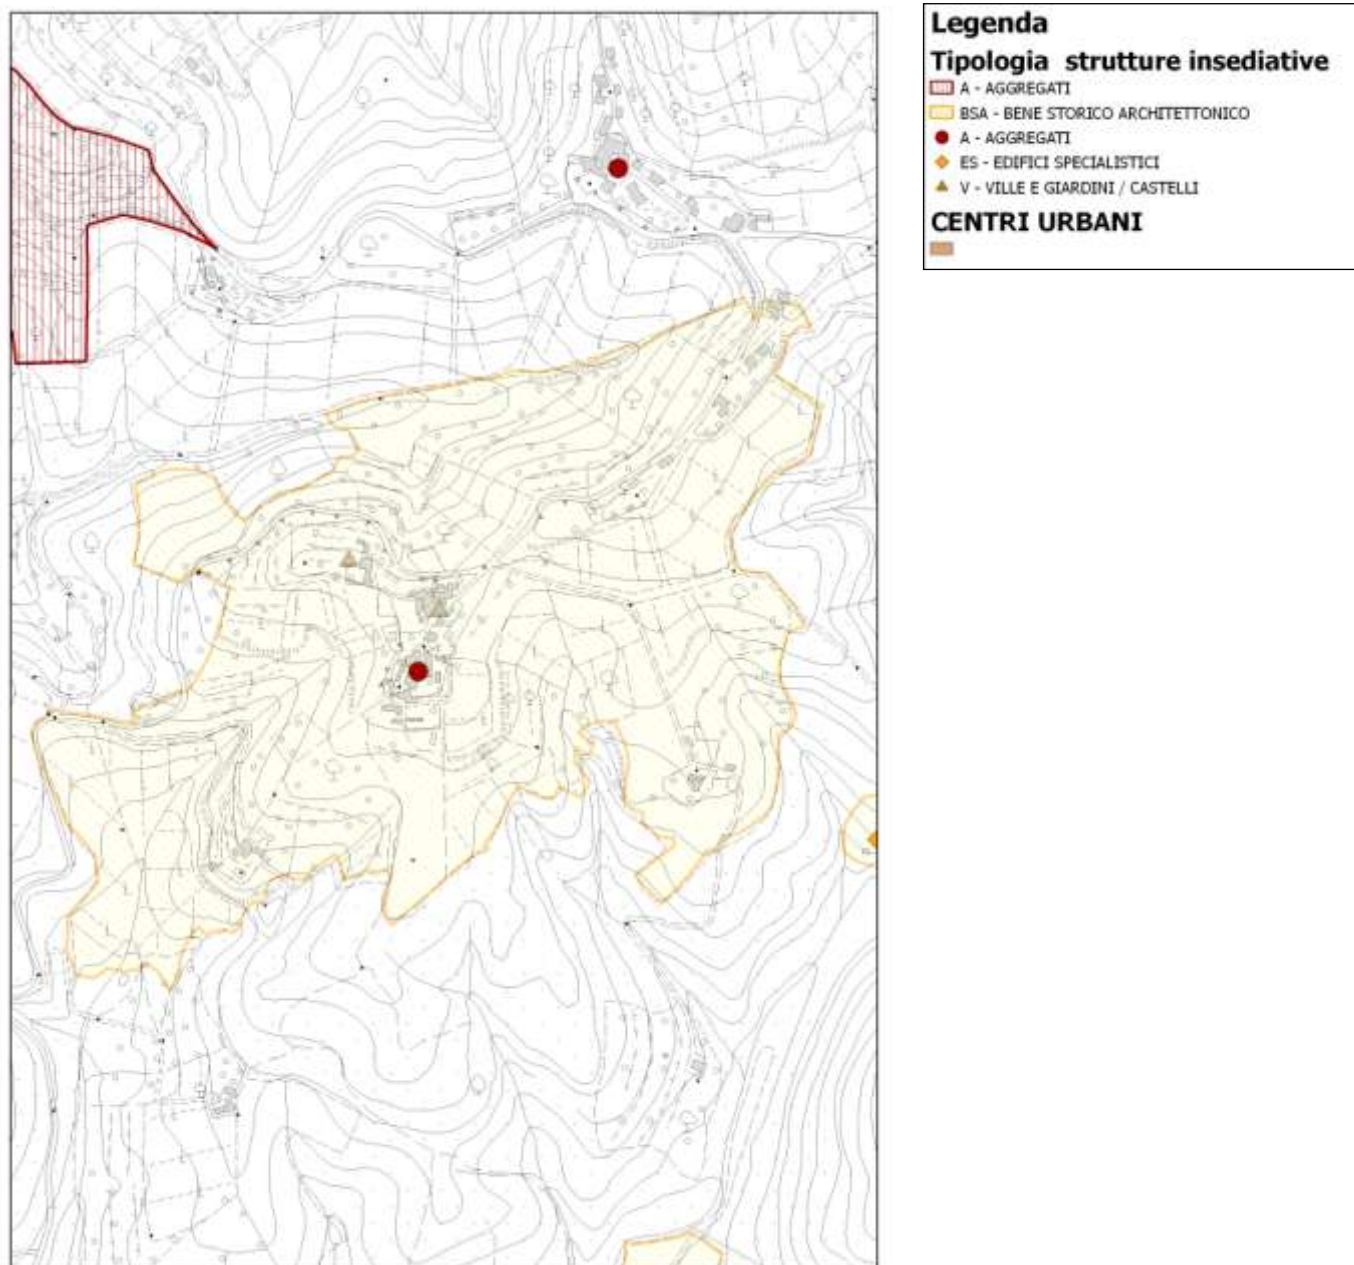 Legenda
Tipologia strutture insediative
A - AGGREGATI
BSA - BENE STORICO ARCHITETTONICO
A - AGGREGATI
ES - EDIFICI SPECIALISTICI
V - VILLE E GIARDINI / CASTELLI
CENTRI URBANI